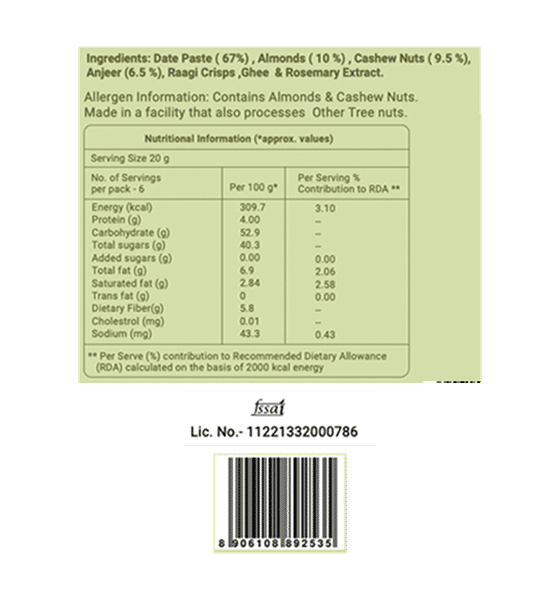 Ingredients: Date Paste ( 67%) , Almonds ( 10 %) , Cashew Nuts ( 9.5 %),
Anjeer (6.5 %), Raagi Crisps ,Ghee & Rosemary Extract.
Allergen Information: Contains Almonds & Cashew Nuts.
Made in a facility that also processes Other Tree nuts.
Nutritional Information (*approx. values)
Serving Size 20 g
No. of Servings
per pack - 6
Per 100 g*
Per Serving %
Contribution to RDA **
Energy (kcal) 309.7 3.10
Protein (g) 4.00 --
Carbohydrate (g) 52.9 --
Total sugars (g) 40.3 --
Added sugars (g) 0.00 0.00
Total fat (g) 6.9 2.06
Saturated fat (g) 2.84 2.58
Trans fat (g) 0 0.00
Dietary Fiber(g) 5.8 --
Cholestrol (mg) 0.01 --
Sodium (mg) 43.3 0.43
** Per Serve (%) contribution to Recommended Dietary Allowance
(RDA) calculated on the basis of 2000 kcal energy
fssai
Lic. No.- 11221332000786
8 906108 892535